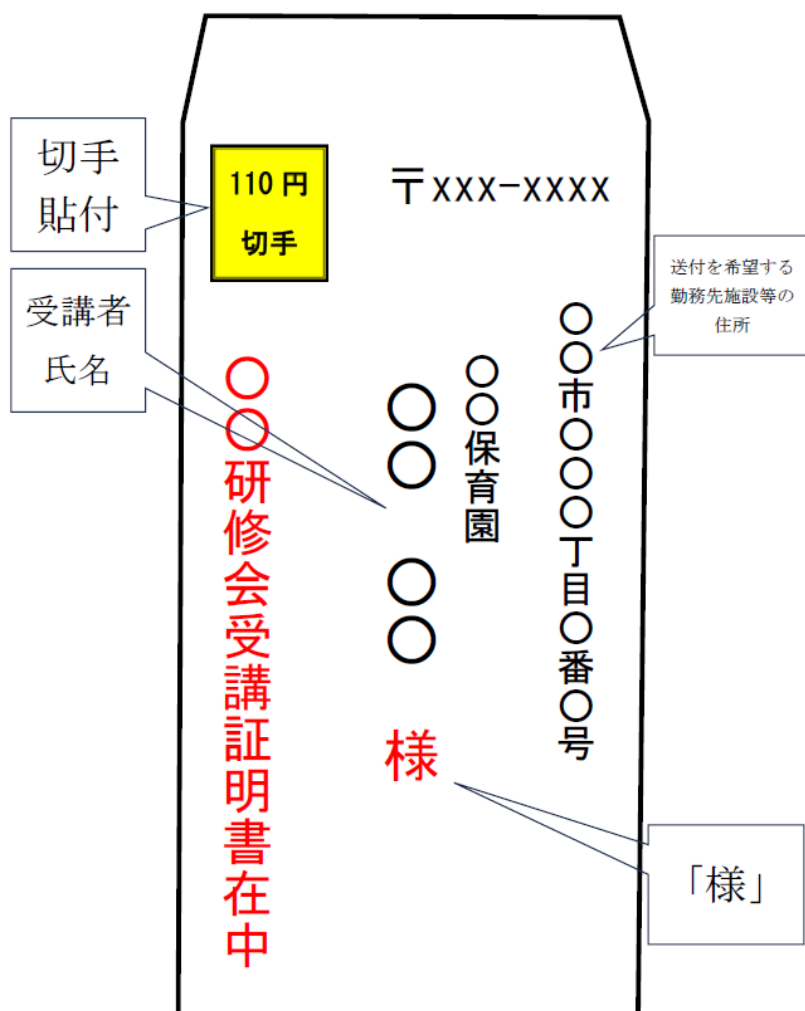 切手
貼付
110円
切手
〒xxx-xxxx
送付を希望する
勤務先施設等の
住所
受講者
氏名
〇〇市〇〇〇丁目〇番〇号
〇〇保育園
〇〇 〇〇 様
〇〇研修会受講証明書在中
「様」